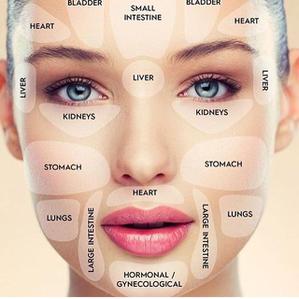 BLADDER
SMALL
INTESTINE
BLADDER
HEART
HEART
LIVER
LIVER
LIVER
KIDNEYS
KIDNEYS
STOMACH
STOMACH
HEART
LUNGS
LARGE INTESTINE
LARGE INTESTINE
LUNGS
HORMONAL /
GYNECOLOGICAL